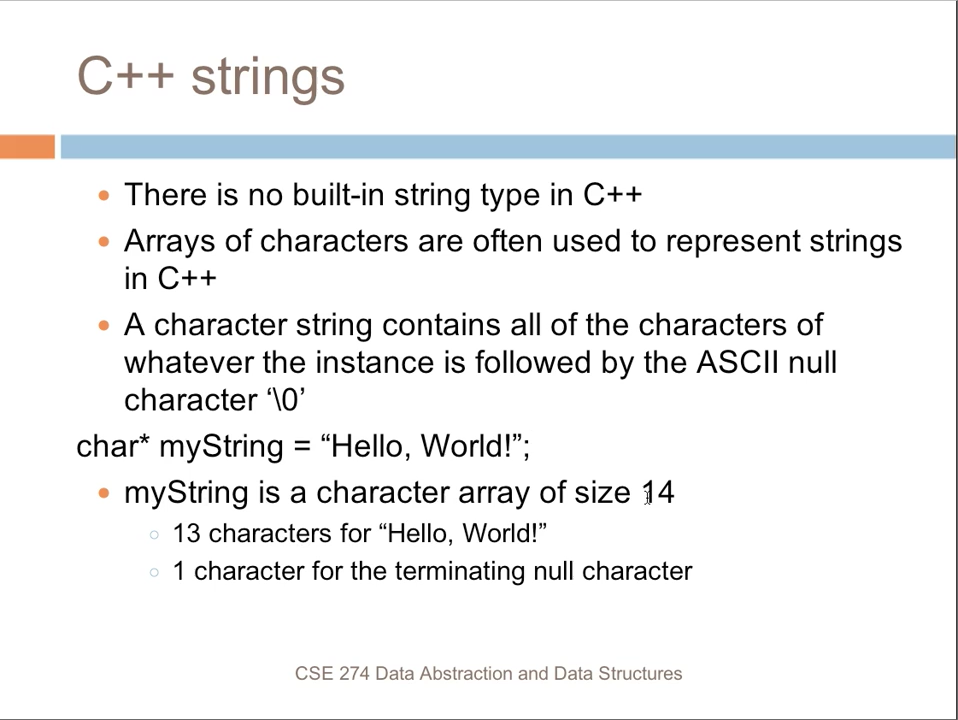 C++ strings
• There is no built-in string type in C++
• Arrays of characters are often used to represent strings
in C++
• A character string contains all of the characters of
whatever the instance is followed by the ASCII null
character ‘\0’
char* myString = “Hello, World!”;
• myString is a character array of size 14
○ 13 characters for “Hello, World!”
○ 1 character for the terminating null character
CSE 274 Data Abstraction and Data Structures